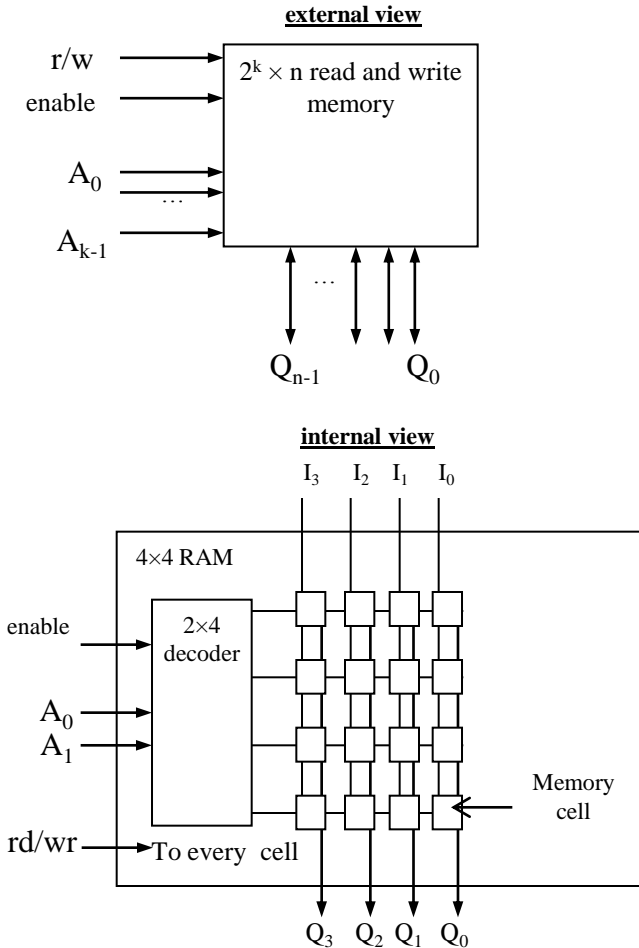 external view
r/w
enable
2ᵏ × n read and write
memory
A₀
...
Aₖ₋₁
...
Qₙ₋₁ Q₀
internal view
I₃ I₂ I₁ I₀
4×4 RAM
enable
2×4
decoder
A₀
A₁
Memory
cell
rd/wr
To every cell
Q₃ Q₂ Q₁ Q₀